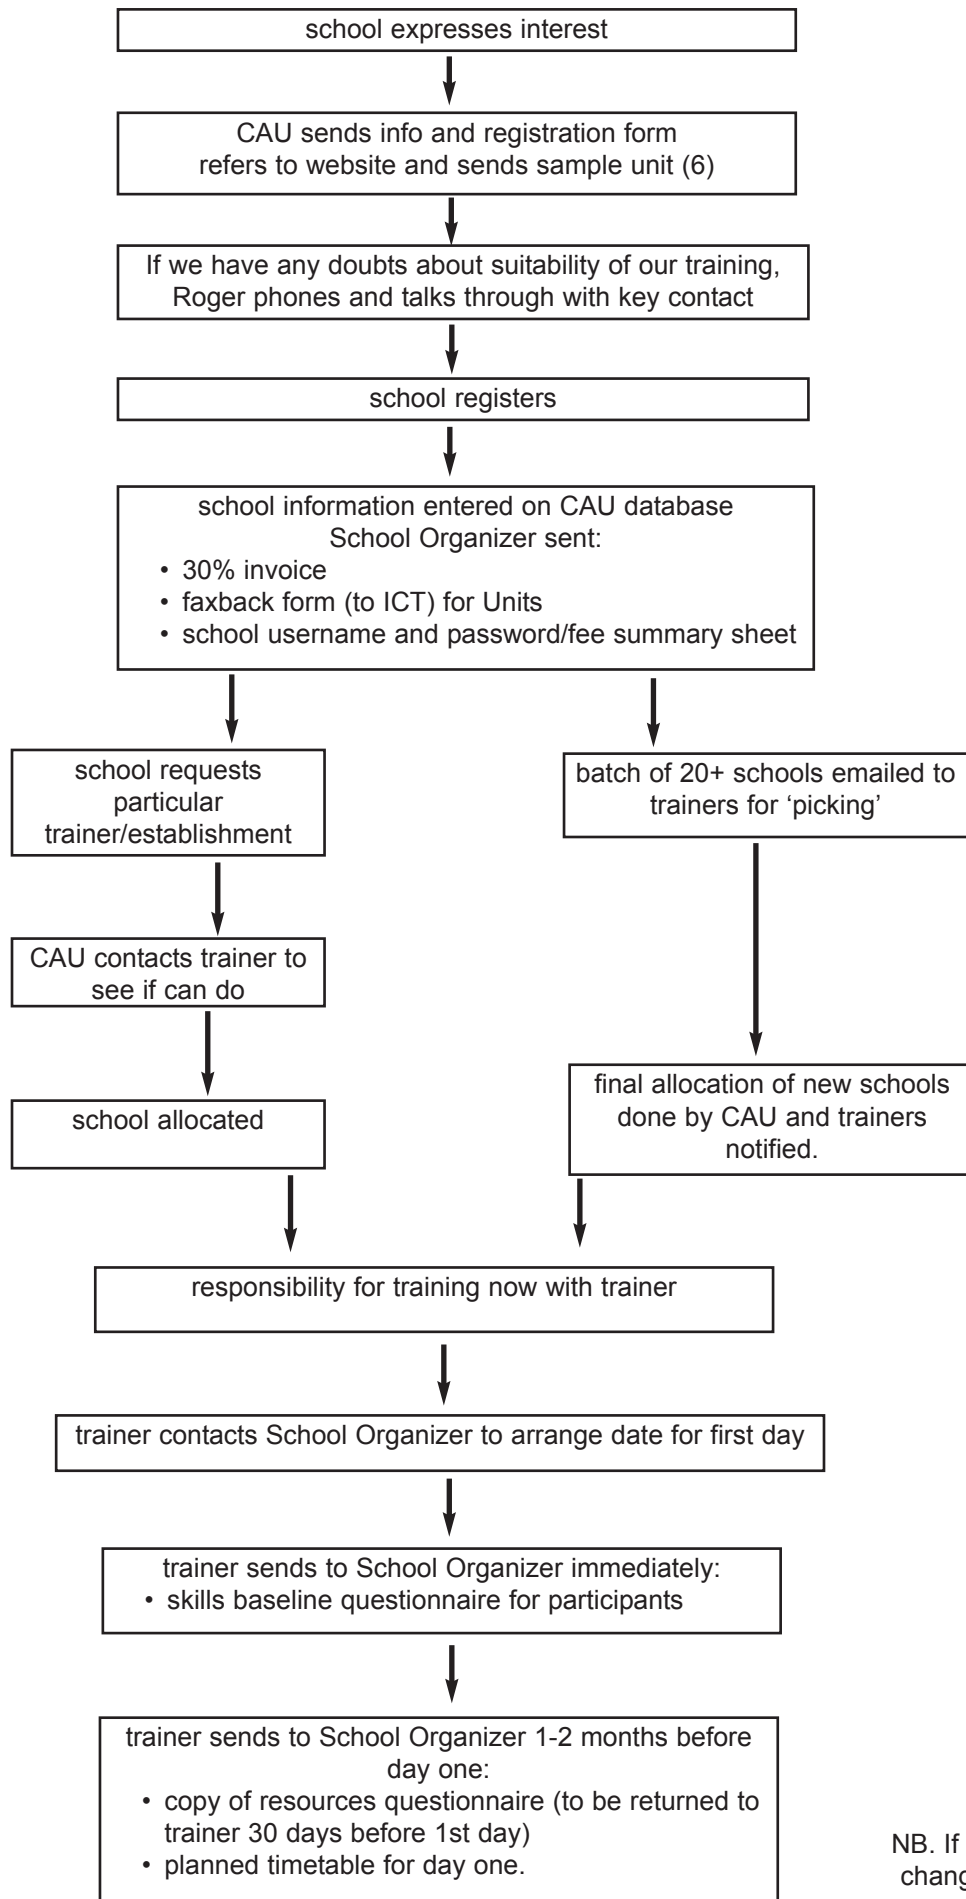 school expresses interest
CAU sends info and registration form
refers to website and sends sample unit (6)
If we have any doubts about suitability of our training,
Roger phones and talks through with key contact
school registers
school information entered on CAU database
School Organizer sent:
• 30% invoice
• faxback form (to ICT) for Units
• school username and password/fee summary sheet
school requests
particular
trainer/establishment
batch of 20+ schools emailed to
trainers for ‘picking’
CAU contacts trainer to
see if can do
school allocated
final allocation of new schools
done by CAU and trainers
notified.
responsibility for training now with trainer
trainer contacts School Organizer to arrange date for first day
trainer sends to School Organizer immediately:
• skills baseline questionnaire for participants
trainer sends to School Organizer 1-2 months before
day one:
• copy of resources questionnaire (to be returned to
trainer 30 days before 1st day)
• planned timetable for day one.
NB. If
chang